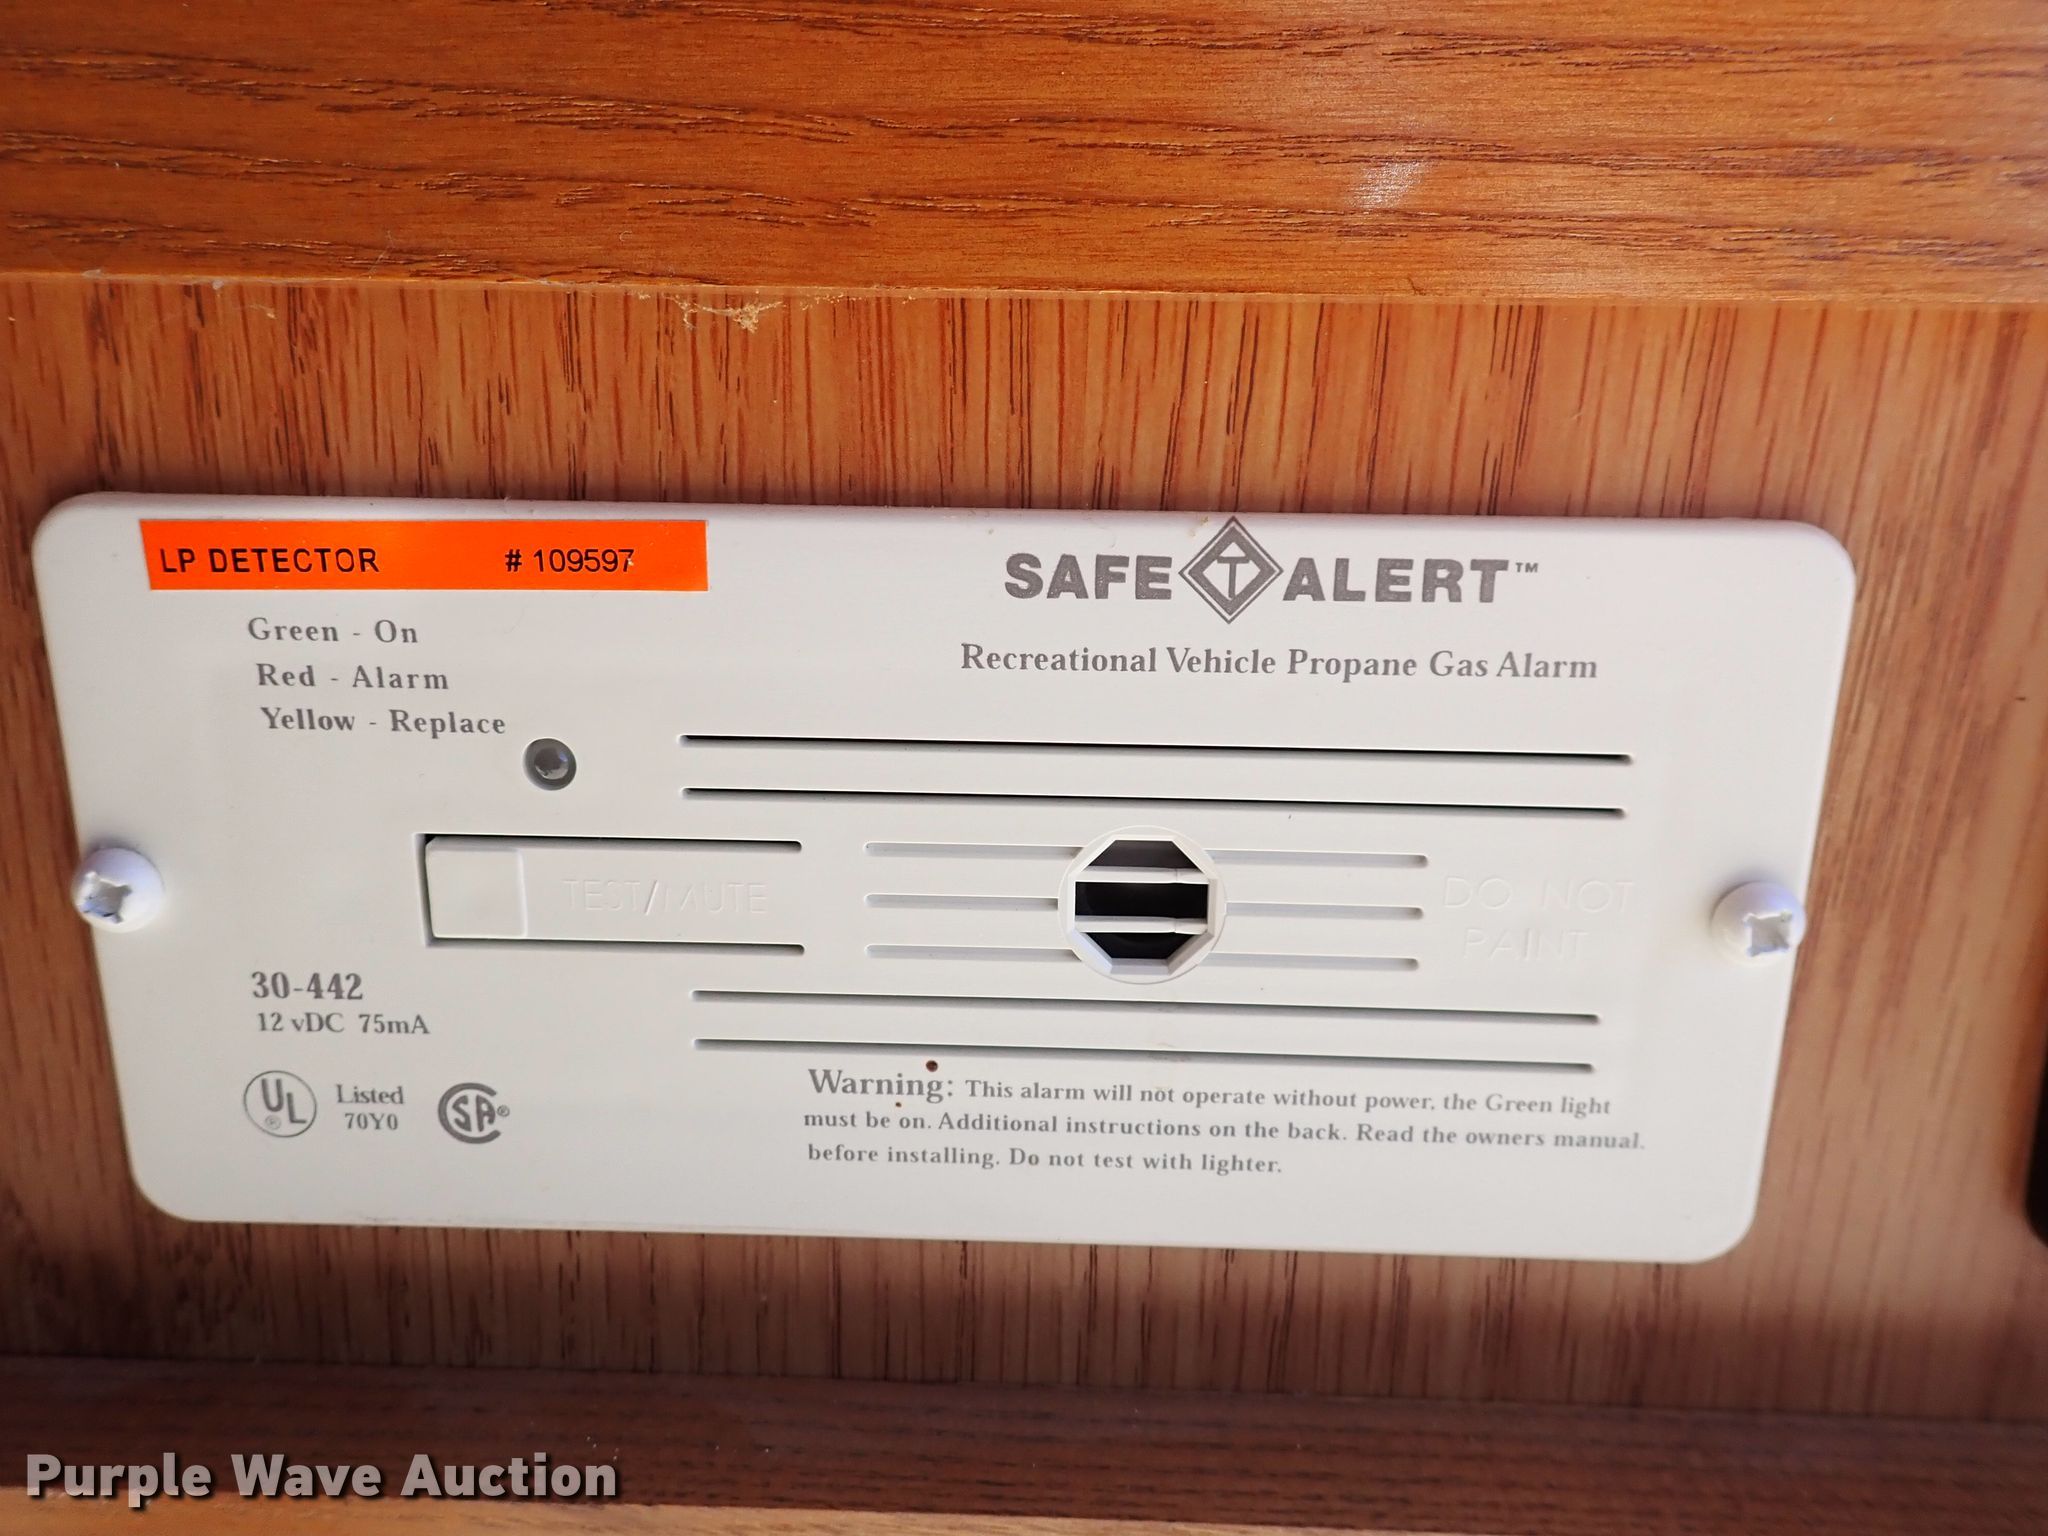 LP DETECTOR # 109597
SAFE T ALERT™
Green - On
Red - Alarm
Yellow - Replace
Recreational Vehicle Propane Gas Alarm
TEST/MUTE
DO NOT
PAINT
30-442
12 vDC 75mA
UL® Listed
70Y0
SA®
Warning: This alarm will not operate without power, the Green light
must be on. Additional instructions on the back. Read the owners manual.
before installing. Do not test with lighter.
Purple Wave Auction